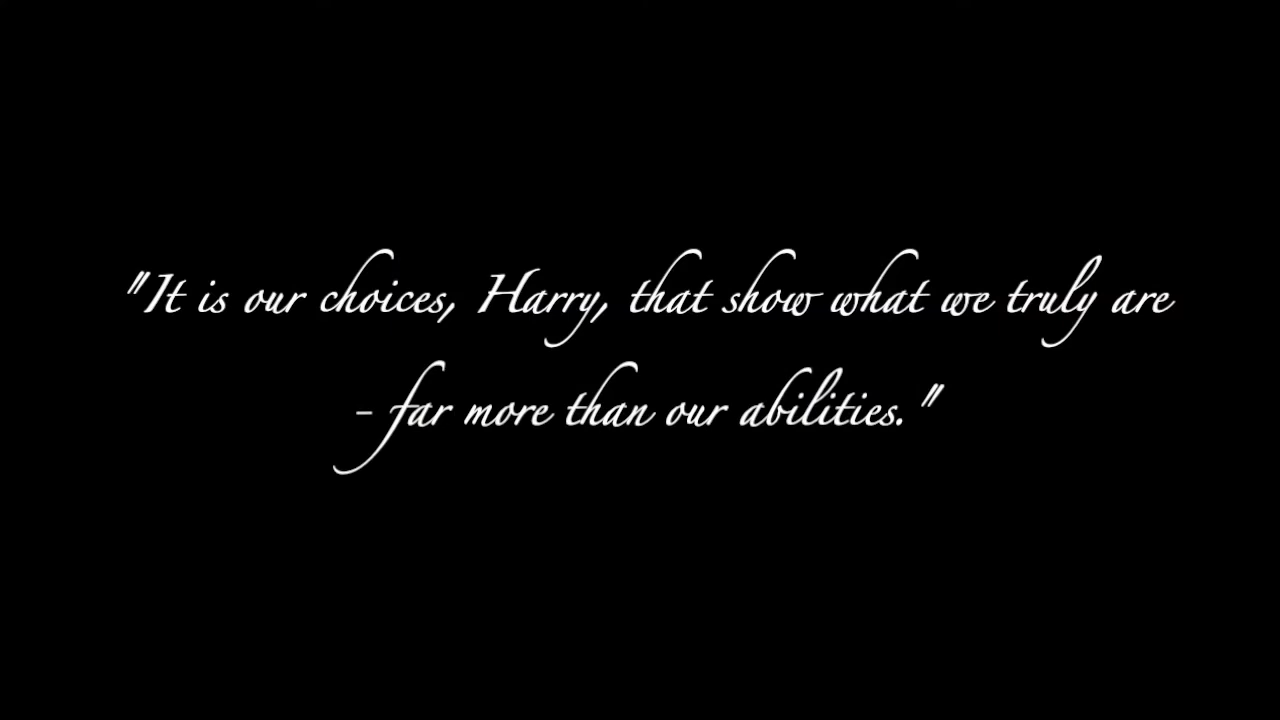 "It is our choices, Harry, that show what we truly are
- far more than our abilities."